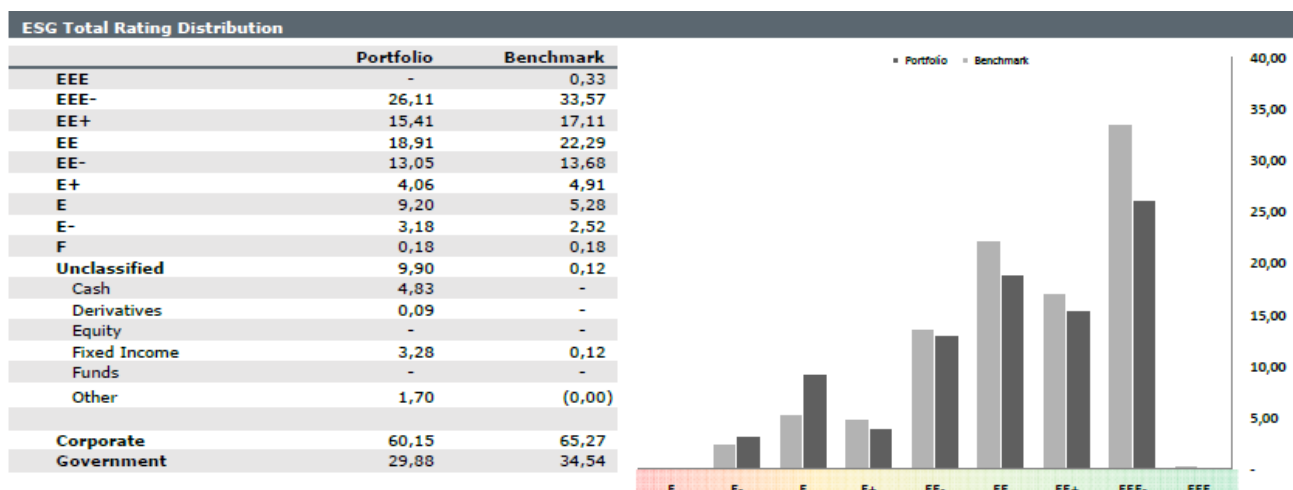 ESG Total Rating Distribution
Portfolio Benchmark
EEE - 0,33
EEE- 26,11 33,57
EE+ 15,41 17,11
EE 18,91 22,29
EE- 13,05 13,68
E+ 4,06 4,91
E 9,20 5,28
E- 3,18 2,52
F 0,18 0,18
Unclassified 9,90 0,12
Cash 4,83 -
Derivatives 0,09 -
Equity - -
Fixed Income 3,28 0,12
Funds - -
Other 1,70 (0,00)
Corporate 60,15 65,27
Government 29,88 34,54
Portfolio Benchmark
40,00
35,00
30,00
25,00
20,00
15,00
10,00
5,00
-
F E- E E+ EE- EE EE+ EEE- EEE